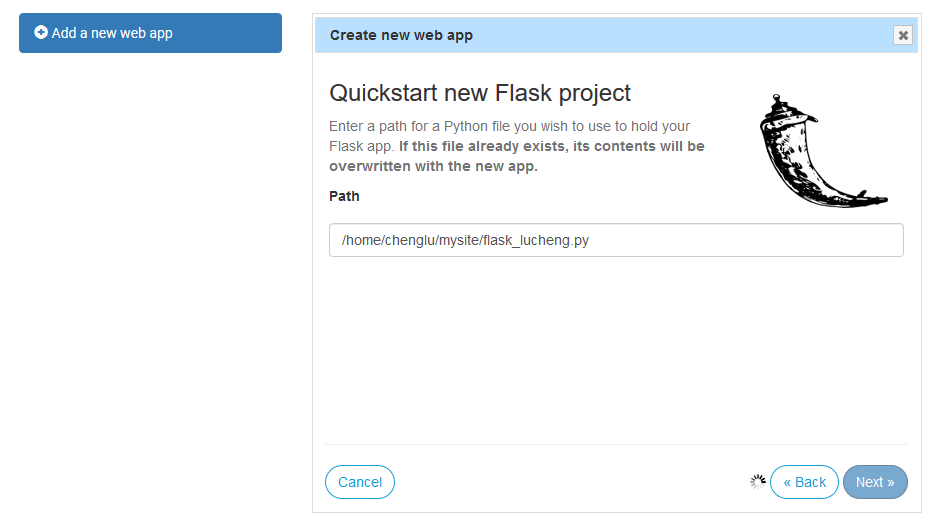 Add a new web app
Create new web app
Quickstart new Flask project
Enter a path for a Python file you wish to use to hold your
Flask app. If this file already exists, its contents will be
overwritten with the new app.
Path
/home/chenglu/mysite/flask_lucheng.py
Cancel
« Back
Next »